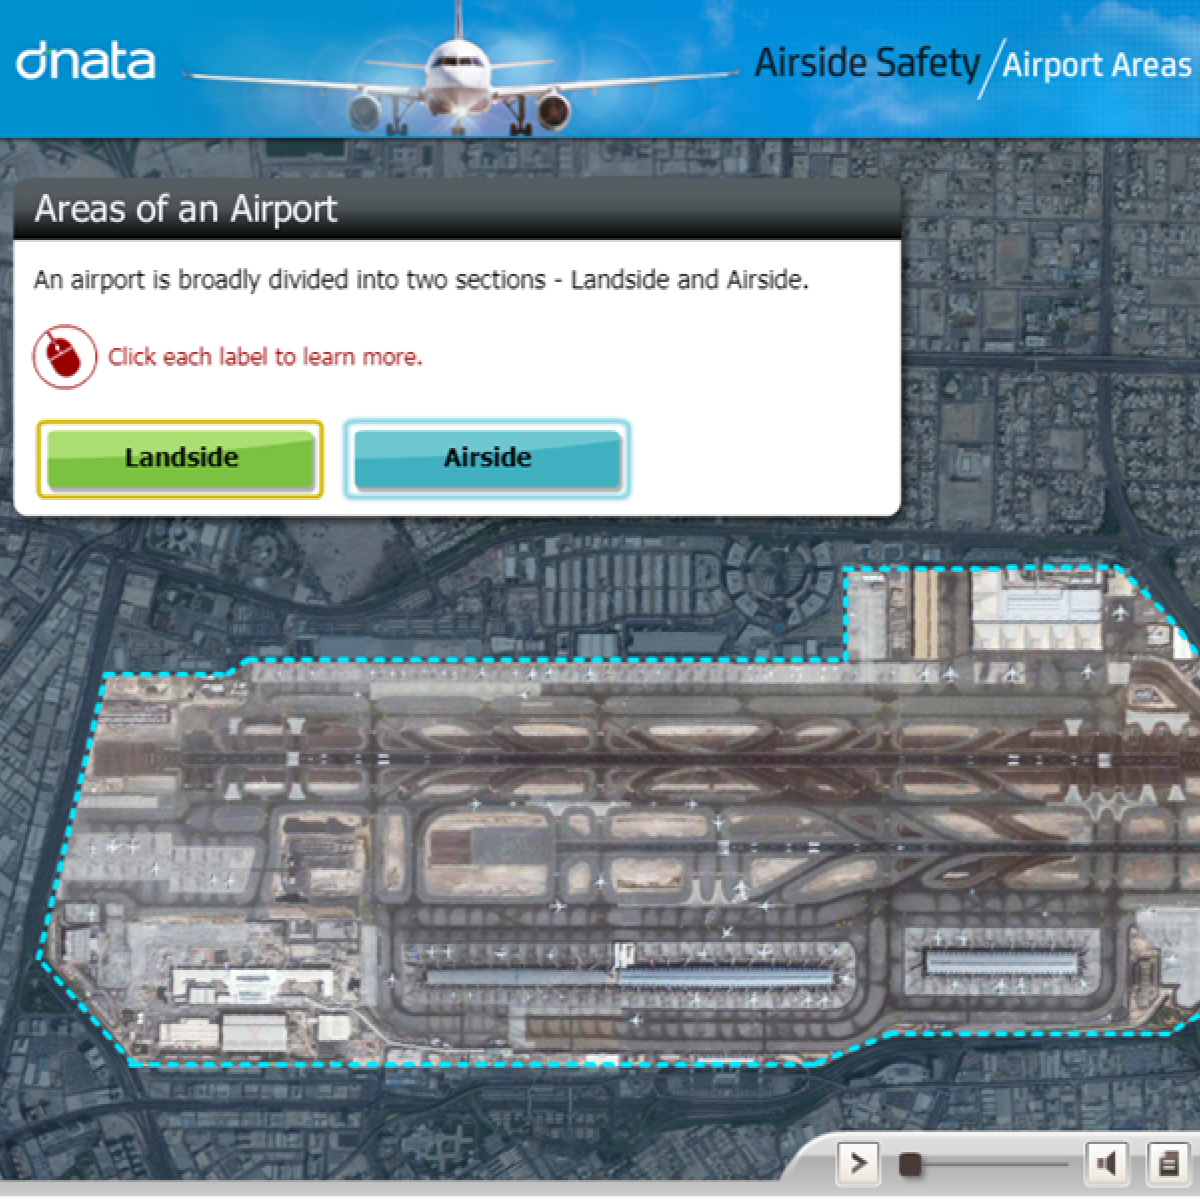 dnata
Airside Safety / Airport Areas
Areas of an Airport
An airport is broadly divided into two sections - Landside and Airside.
Click each label to learn more.
Landside
Airside